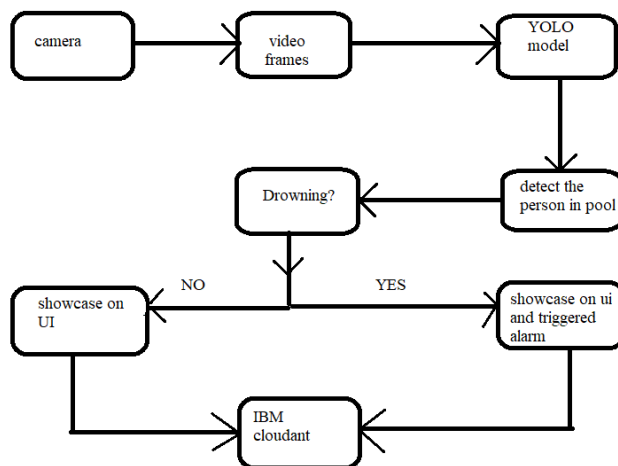 camera
video
frames
YOLO
model
detect the
person in pool
Drowning?
NO
YES
showcase on
UI
showcase on ui
and triggered
alarm
IBM
cloudant